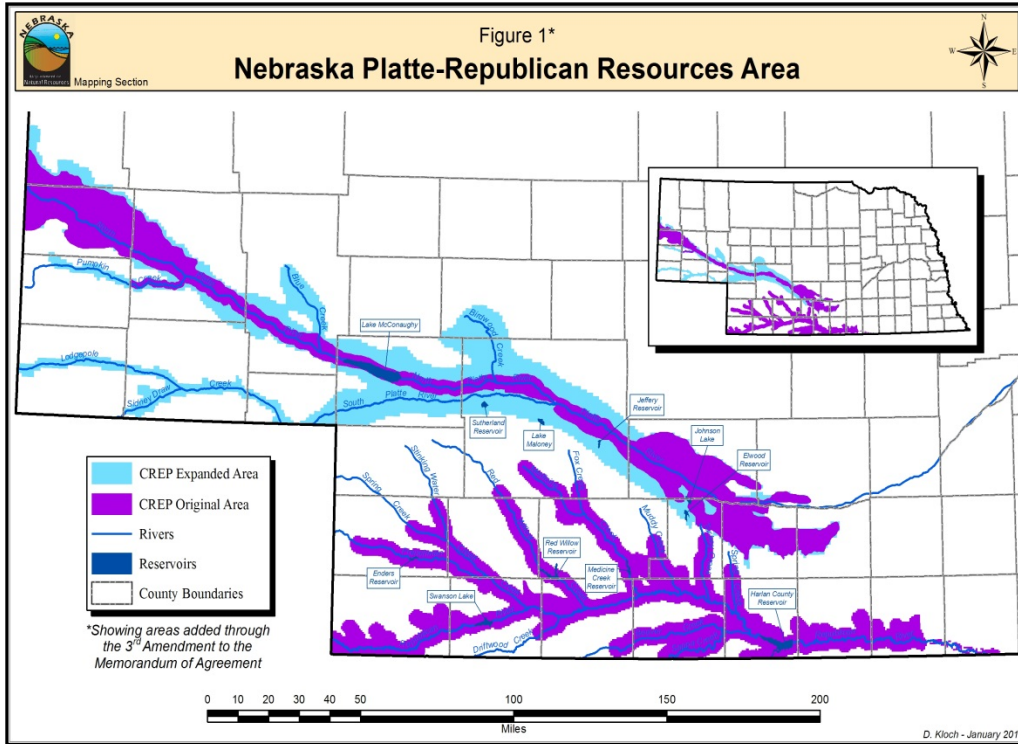 NEBRASKA
Natural Resources
Mapping Section
Figure 1*
Nebraska Platte-Republican Resources Area
N
W
E
S
Pumpkin
Creek
Blue
Creek
Birdwood
Creek
Lake McConaughy
Lodgepole
Creek
Sidney Draw
South Platte River
Sutherland
Reservoir
Lake
Maloney
Jeffery
Reservoir
Johnson
Lake
Elwood
Reservoir
Stinking Water
Spring
Creek
Red
Fox Cre
Muddy
Red Willow
Reservoir
Medicine
Creek
Reservoir
Enders
Reservoir
Swanson Lake
Harlan County
Reservoir
Driftwood Creek
CREP Expanded Area
CREP Original Area
Rivers
Reservoirs
County Boundaries
*Showing areas added through
the 3rd Amendment to the
Memorandum of Agreement
0 10 20 30 40 50 100 150 200
Miles
D. Kloch - January 201